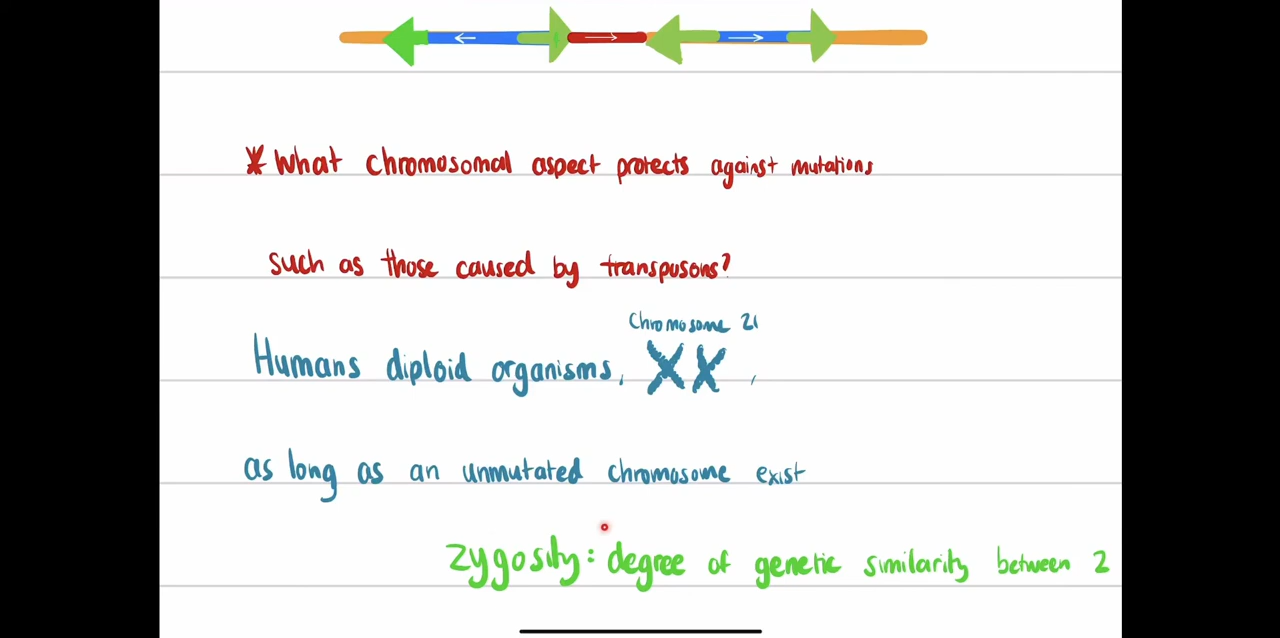 * What chromosomal aspect protects against mutations
such as those caused by transposons?
Chromosome 21
Humans diploid organisms, XX ,
as long as an unmutated chromosome exist
Zygosity: degree of genetic similarity between 2